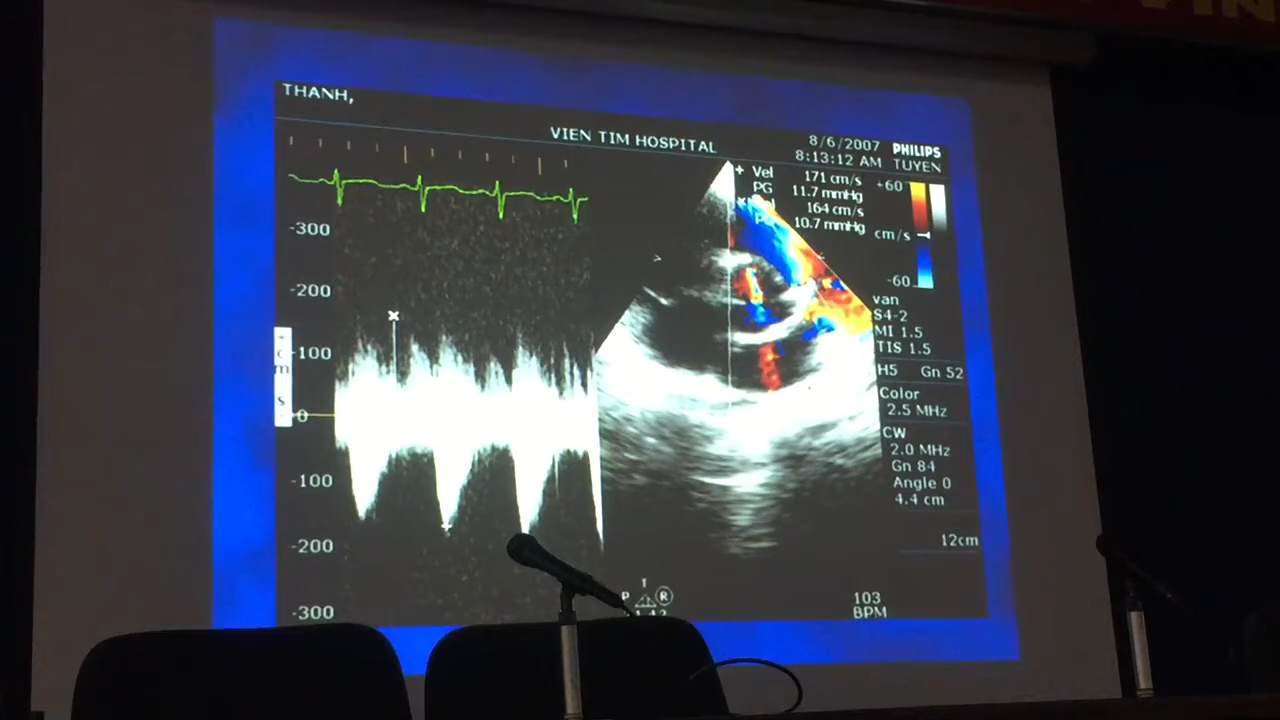 THANH,
VIEN TIM HOSPITAL
8/6/2007
8:13:12 AM
PHILIPS
TUYEN
+ Vel 171 cm/s
PG 11.7 mmHg
164 cm/s
10.7 mmHg
+60
cm/s
-60
van
S4-2
MI 1.5
TIS 1.5
H5 Gn 52
Color
2.5 MHz
CW
2.0 MHz
Gn 84
Angle 0
4.4 cm
12cm
103
BPM
-300
-200
-100
0
-100
-200
-300
P R